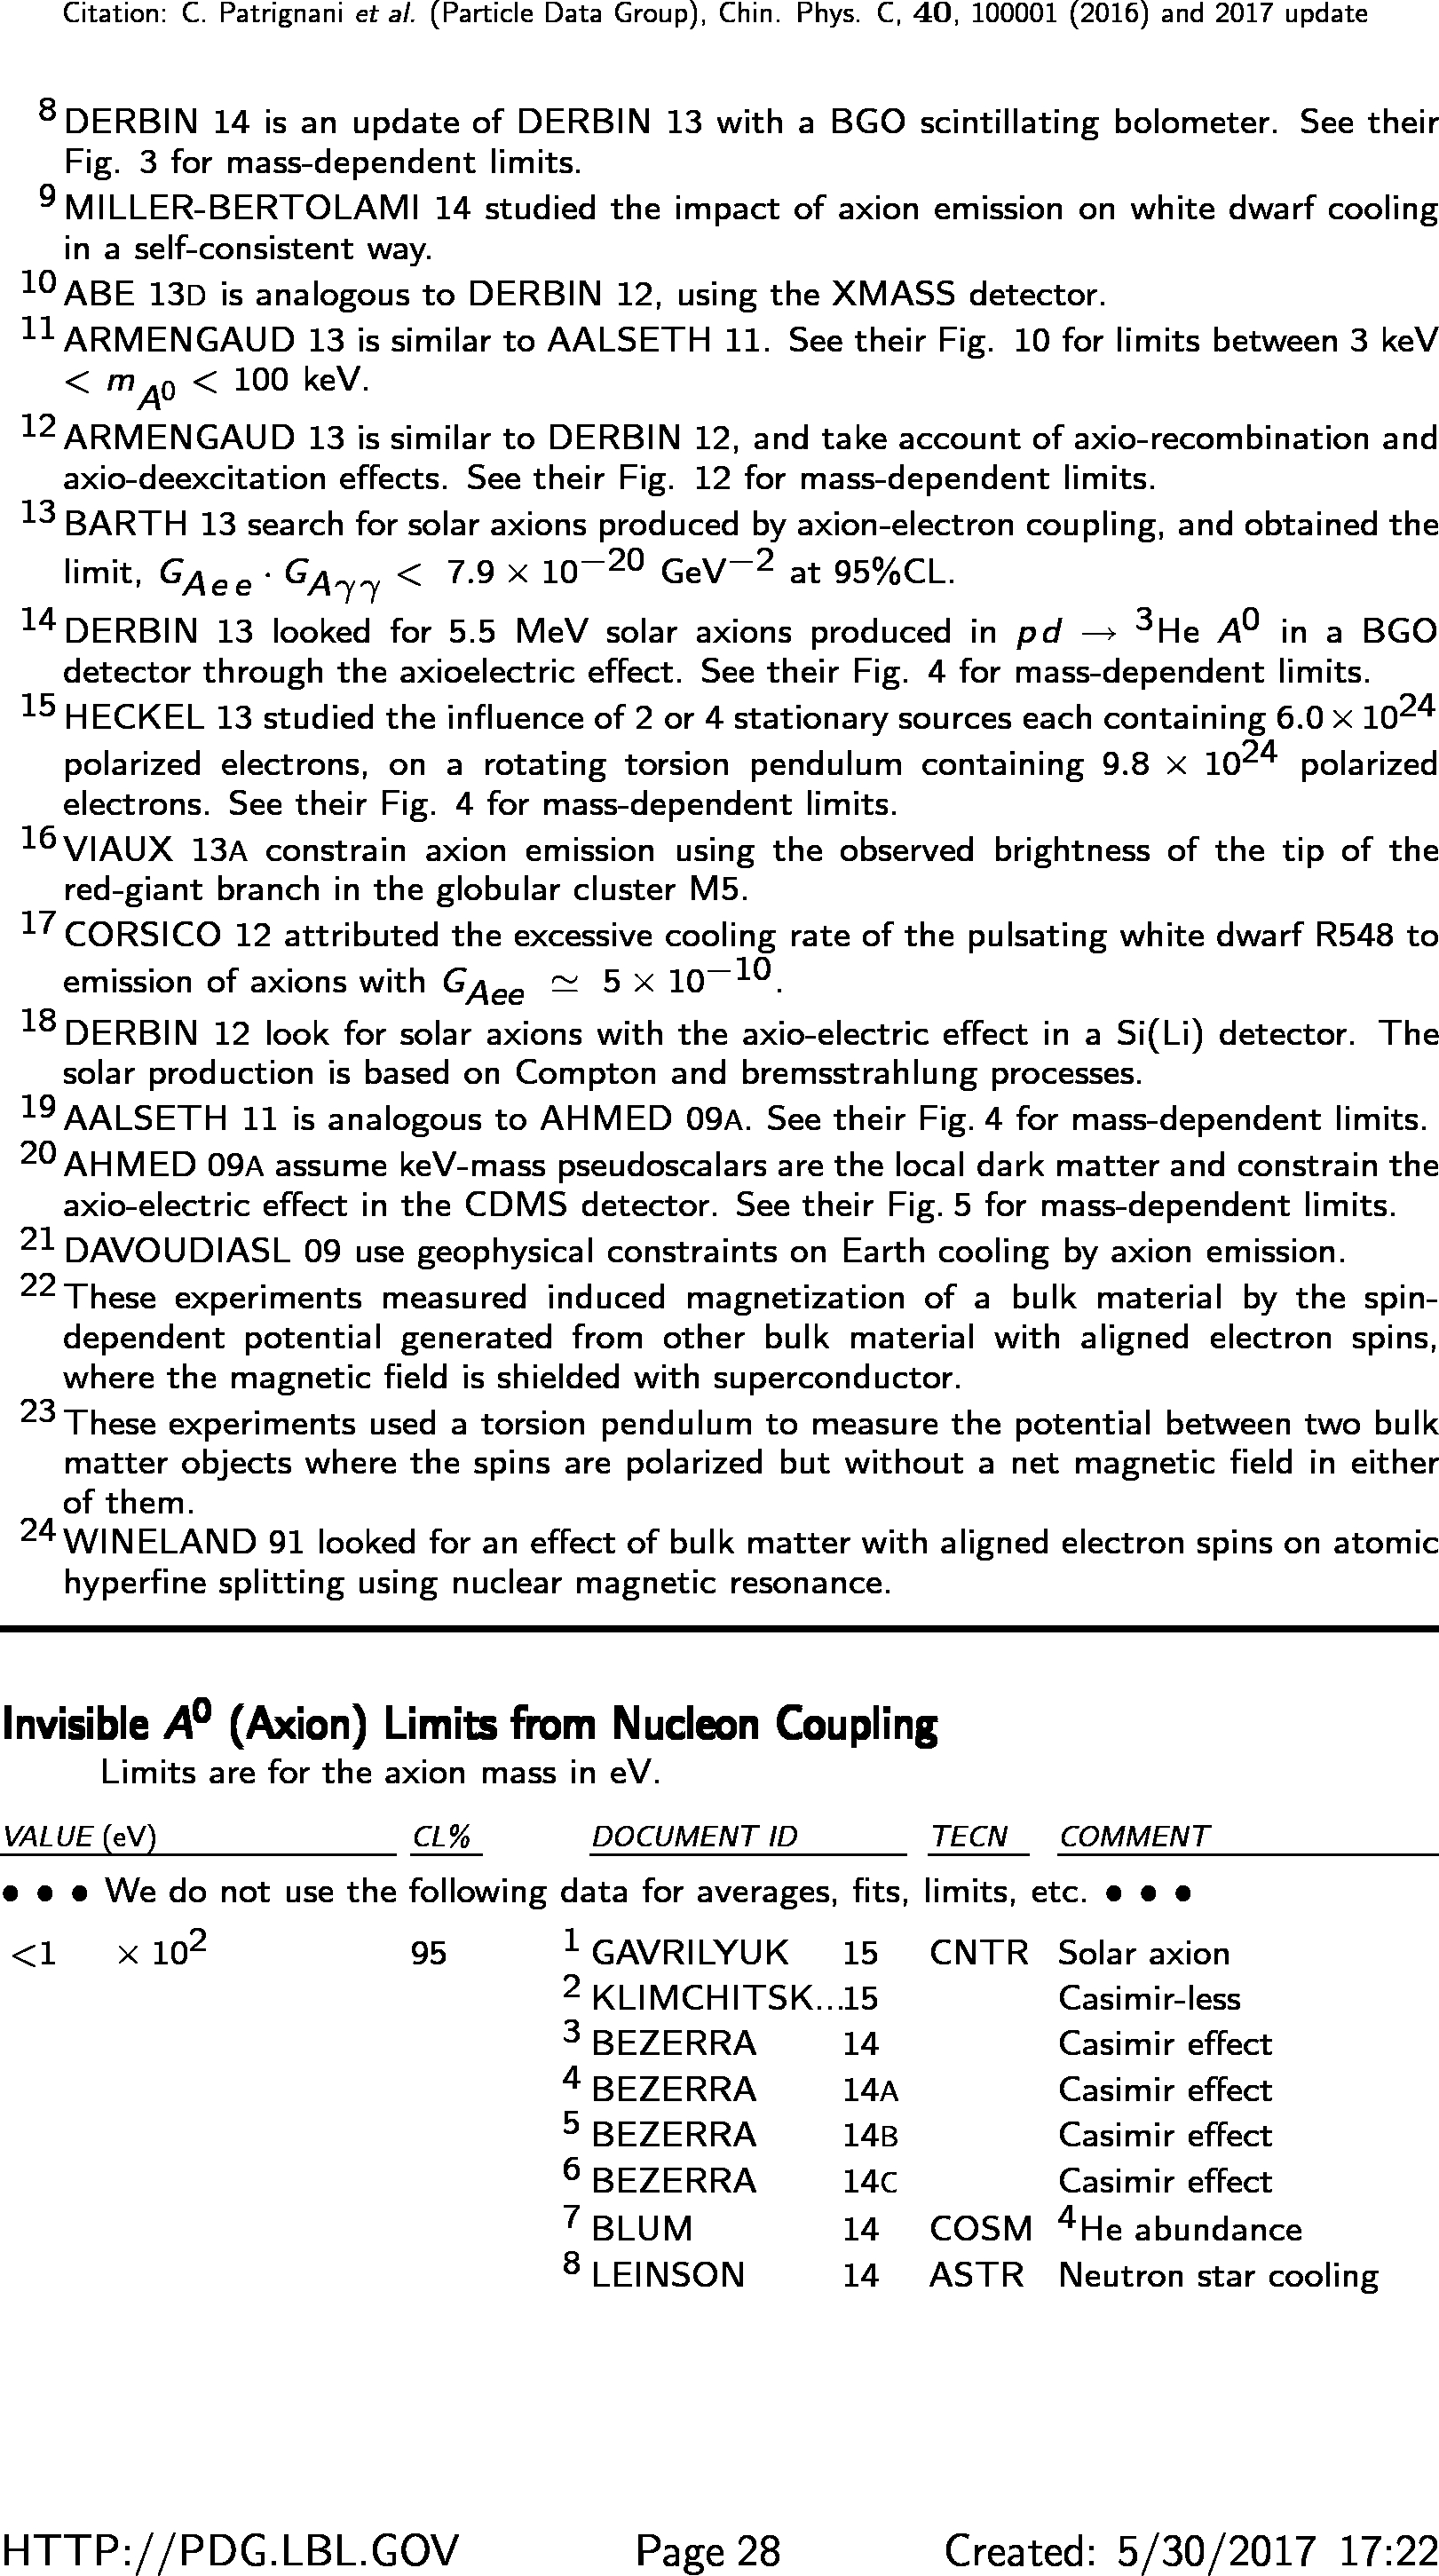 Citation: C. Patrignani et al. (Particle Data Group), Chin. Phys. C, 40, 100001 (2016) and 2017 update
8 DERBIN 14 is an update of DERBIN 13 with a BGO scintillating bolometer. See their
Fig. 3 for mass-dependent limits.
9 MILLER-BERTOLAMI 14 studied the impact of axion emission on white dwarf cooling
in a self-consistent way.
10 ABE 13D is analogous to DERBIN 12, using the XMASS detector.
11 ARMENGAUD 13 is similar to AALSETH 11. See their Fig. 10 for limits between 3 keV
< m_{A^0} < 100 keV.
12 ARMENGAUD 13 is similar to DERBIN 12, and take account of axio-recombination and
axio-deexcitation effects. See their Fig. 12 for mass-dependent limits.
13 BARTH 13 search for solar axions produced by axion-electron coupling, and obtained the
limit, G_{Aee} · G_{Aγγ} < 7.9 × 10^{−20} GeV^{−2} at 95%CL.
14 DERBIN 13 looked for 5.5 MeV solar axions produced in pd → ³He A⁰ in a BGO
detector through the axioelectric effect. See their Fig. 4 for mass-dependent limits.
15 HECKEL 13 studied the influence of 2 or 4 stationary sources each containing 6.0 × 10^{24}
polarized electrons, on a rotating torsion pendulum containing 9.8 × 10^{24} polarized
electrons. See their Fig. 4 for mass-dependent limits.
16 VIAUX 13A constrain axion emission using the observed brightness of the tip of the
red-giant branch in the globular cluster M5.
17 CORSICO 12 attributed the excessive cooling rate of the pulsating white dwarf R548 to
emission of axions with G_{Aee} ≃ 5 × 10^{−10}.
18 DERBIN 12 look for solar axions with the axio-electric effect in a Si(Li) detector. The
solar production is based on Compton and bremsstrahlung processes.
19 AALSETH 11 is analogous to AHMED 09A. See their Fig. 4 for mass-dependent limits.
20 AHMED 09A assume keV-mass pseudoscalars are the local dark matter and constrain the
axio-electric effect in the CDMS detector. See their Fig. 5 for mass-dependent limits.
21 DAVOUDIASL 09 use geophysical constraints on Earth cooling by axion emission.
22 These experiments measured induced magnetization of a bulk material by the spin-
dependent potential generated from other bulk material with aligned electron spins,
where the magnetic field is shielded with superconductor.
23 These experiments used a torsion pendulum to measure the potential between two bulk
matter objects where the spins are polarized but without a net magnetic field in either
of them.
24 WINELAND 91 looked for an effect of bulk matter with aligned electron spins on atomic
hyperfine splitting using nuclear magnetic resonance.
Invisible A⁰ (Axion) Limits from Nucleon Coupling
Limits are for the axion mass in eV.
VALUE (eV) CL% DOCUMENT ID TECN COMMENT
• • • We do not use the following data for averages, fits, limits, etc. • • •
<1 × 10² 95 1 GAVRILYUK 15 CNTR Solar axion
2 KLIMCHITSK...15 Casimir-less
3 BEZERRA 14 Casimir effect
4 BEZERRA 14A Casimir effect
5 BEZERRA 14B Casimir effect
6 BEZERRA 14C Casimir effect
7 BLUM 14 COSM ⁴He abundance
8 LEINSON 14 ASTR Neutron star cooling
HTTP://PDG.LBL.GOV Page 28 Created: 5/30/2017 17:22